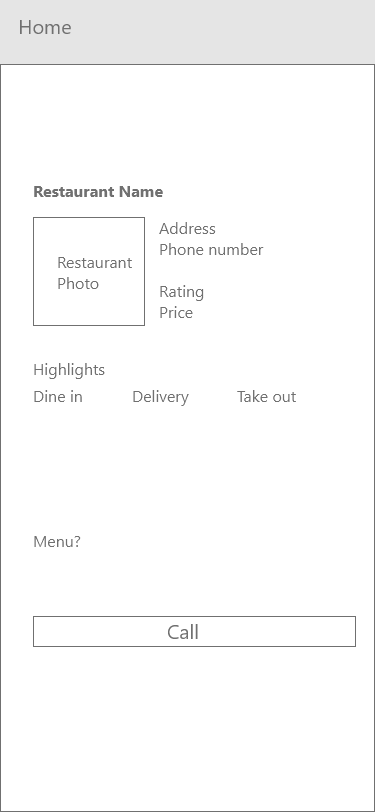 Home
Restaurant Name
Restaurant
Photo
Address
Phone number
Rating
Price
Highlights
Dine in Delivery Take out
Menu?
Call